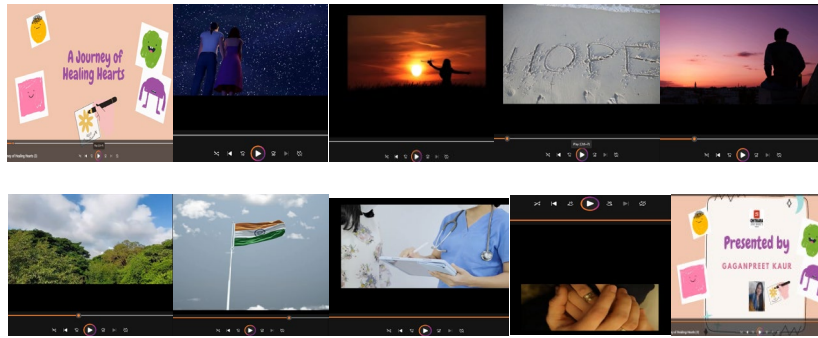 A Journey of
Healing Hearts
HOPE
Presented by
GAGANPREET KAUR